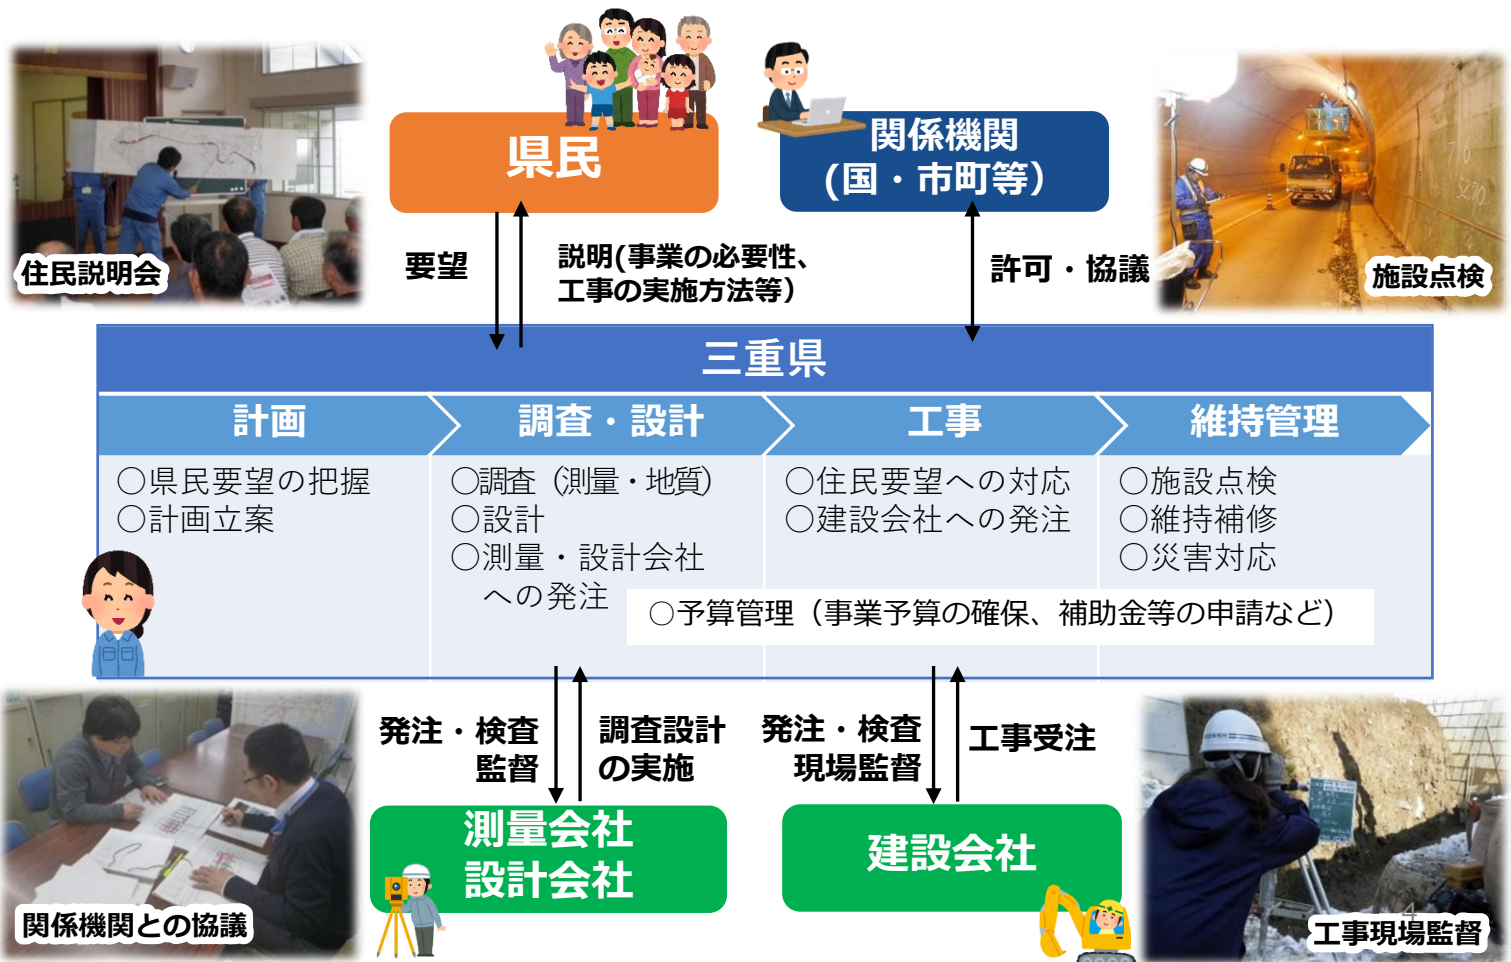 県民
関係機関
(国・市町等）
住民説明会
要望
説明(事業の必要性、
工事の実施方法等）
許可・協議
施設点検
三重県
計画
調査・設計
工事
維持管理
○県民要望の把握
○計画立案
○調査（測量・地質）
○設計
○測量・設計会社
への発注
○住民要望への対応
○建設会社への発注
○施設点検
○維持補修
○災害対応
○予算管理（事業予算の確保、補助金等の申請など）
発注・検査
監督
調査設計
の実施
発注・検査
現場監督
工事受注
測量会社
設計会社
建設会社
関係機関との協議
工事現場監督
4